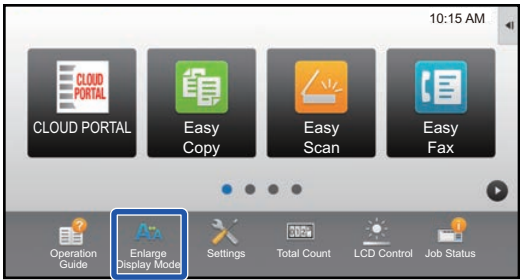 10:15 AM
CLOUD
PORTAL
CLOUD PORTAL
Easy
Copy
Easy
Scan
Easy
Fax
?
Operation
Guide
AAA
Enlarge
Display Mode
Settings
Total Count
LCD Control
Job Status